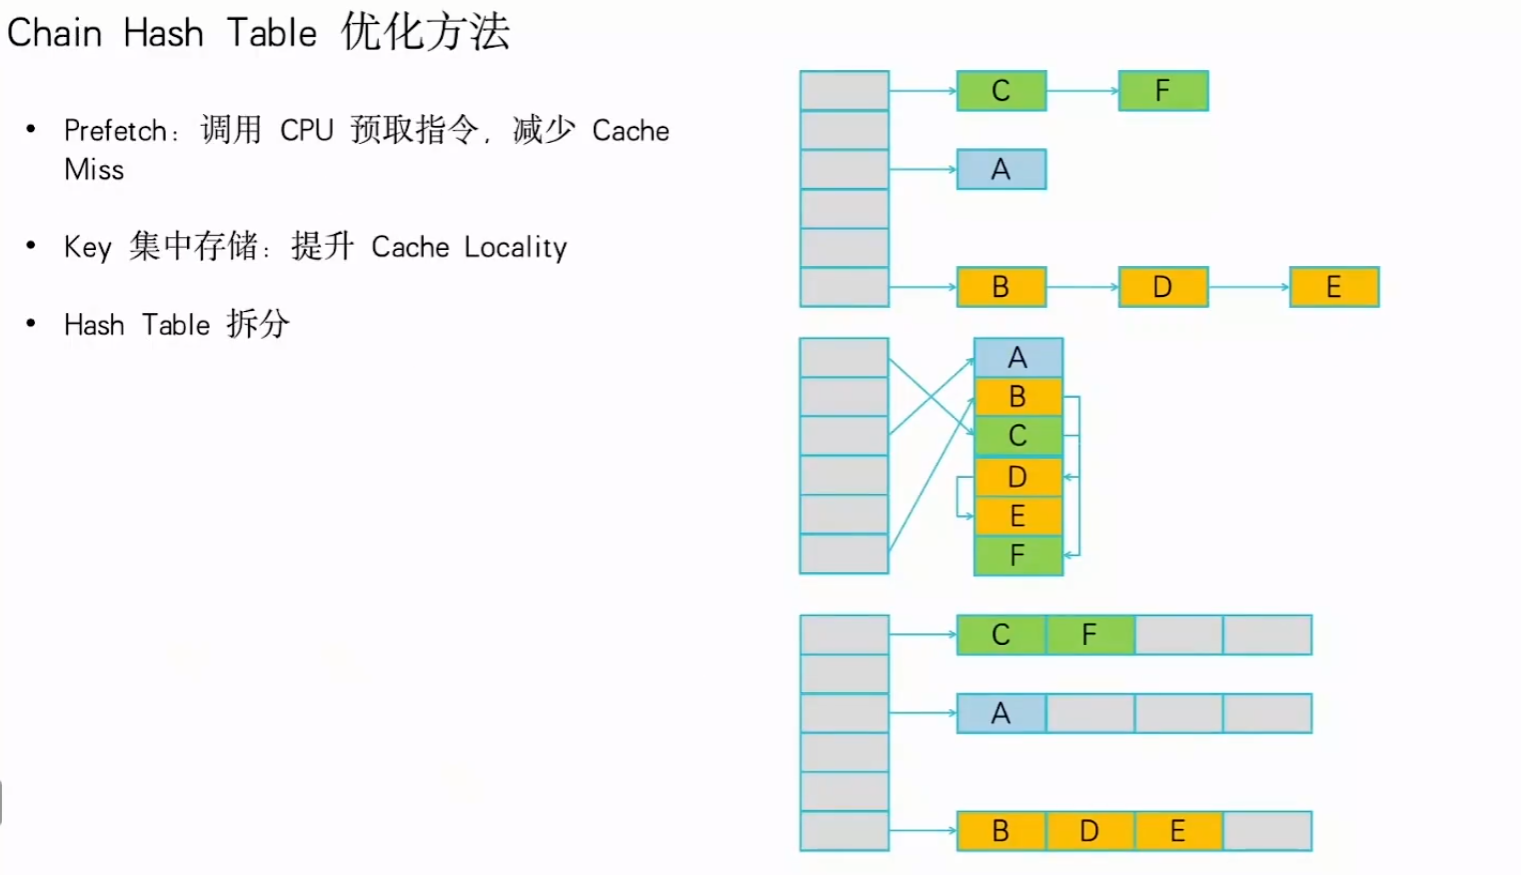 Chain Hash Table 优化方法
• Prefetch：调用 CPU 预取指令，减少 Cache
Miss
• Key 集中存储：提升 Cache Locality
• Hash Table 拆分
C F
A
B D E
A
B
C
D
E
F
C F
A
B D E